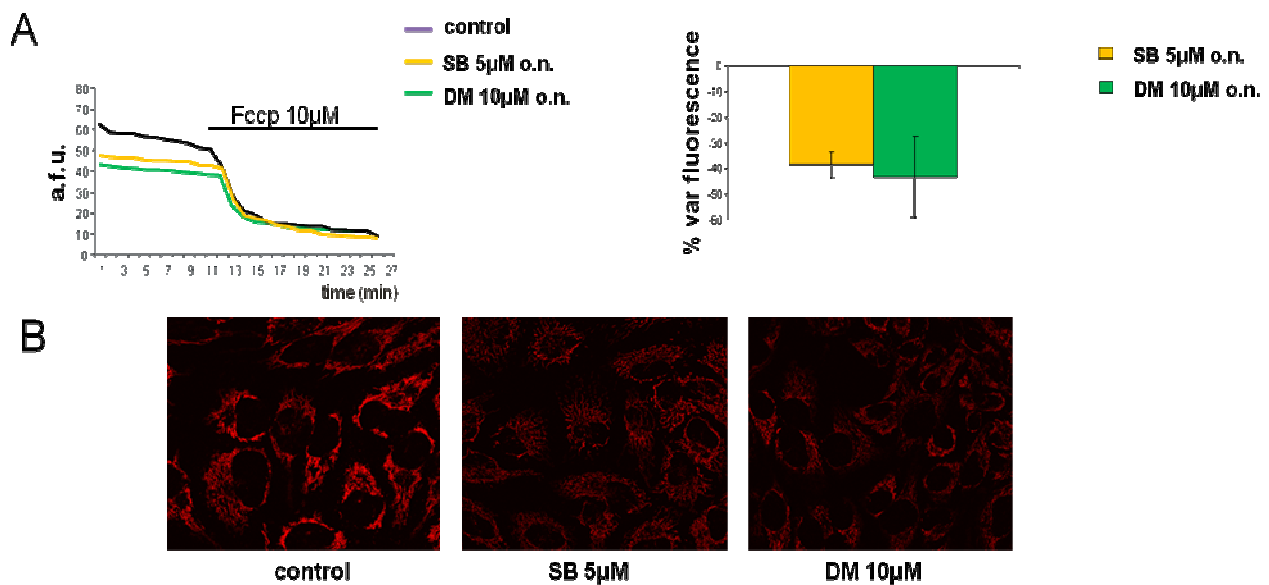 A
control
SB 5µM o.n.
DM 10µM o.n.
Fccp 10µM
a.f.u.
80
70
60
50
40
30
20
10
0
1 3 5 7 9 11 13 15 17 19 21 23 25 27
time (min)
% var fluorescence
-10
-20
-30
-40
-50
-60
SB 5µM o.n.
DM 10µM o.n.
B
control
SB 5µM
DM 10µM